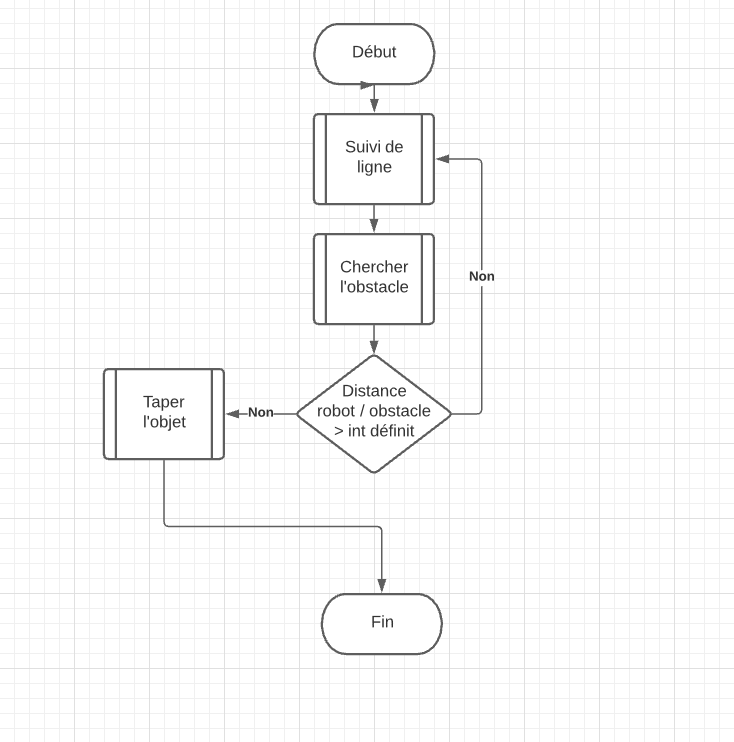 Début
Suivi de
ligne
Non
Chercher
l'obstacle
Distance
robot / obstacle
> int définit
Non
Taper
l'objet
Fin